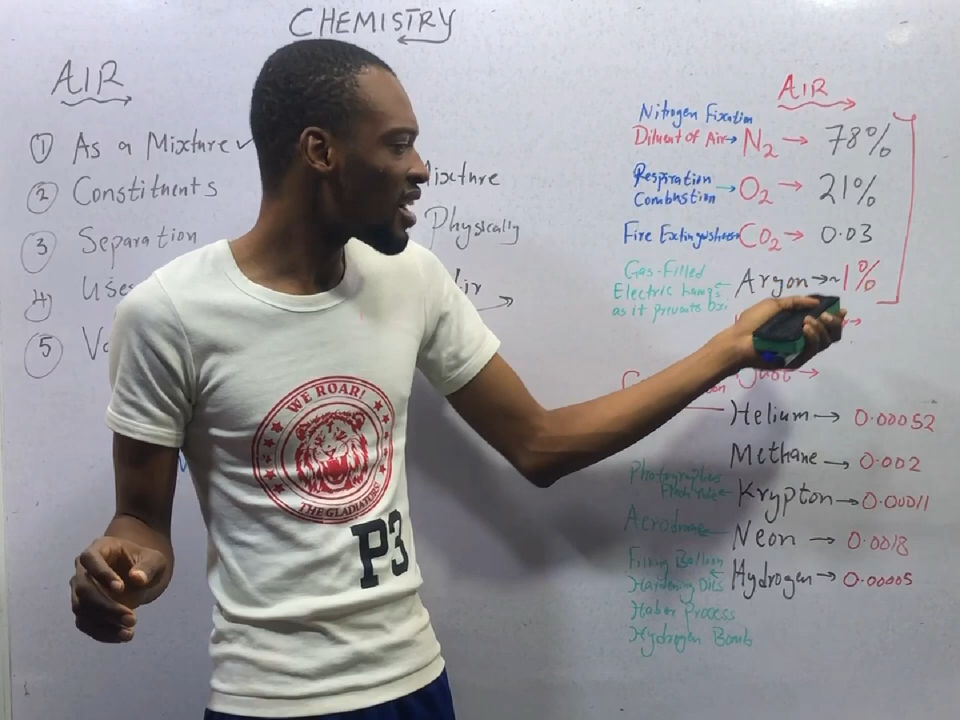 CHEMISTRY
AIR
① As a Mixture ✓
② Constituents
③ Separation
4) Uses
⑤ Va
Mixture
Physically
Air
AIR
Nitrogen Fixation
Diluent of Air → N₂ → 78%
Respiration
Combustion → O₂ → 21%
Fire Extinguisher CO₂ → 0.03
Gas-Filled
Electric Lamps ← Argon → ~1%
as it prevents
Dust →
Helium → 0.00052
Methane → 0.002
Photographic
Flash ← Krypton → 0.00011
Aerodrome ← Neon → 0.0018
Filling Balloon
Hardening Oils ← Hydrogen → 0.00005
Haber Process
Hydrogen Bomb
WE ROAR!
THE GLADIATORS
P3